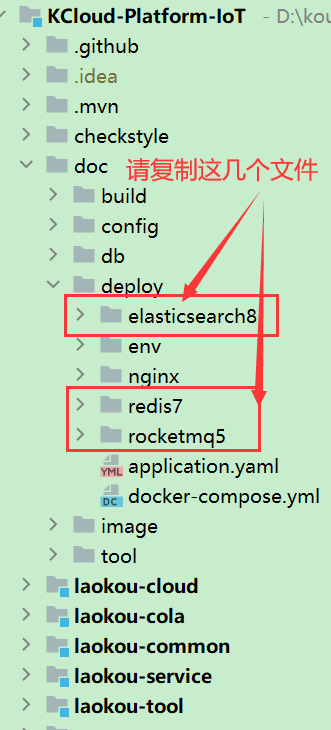 KCloud-Platform-IoT - D:\kou
.github
.idea
.mvn
checkstyle
doc 请复制这几个文件
build
config
db
deploy
elasticsearch8
env
nginx
redis7
rocketmq5
YML application.yaml
DC docker-compose.yml
image
tool
laokou-cloud
laokou-cola
laokou-common
laokou-service
laokou-tool